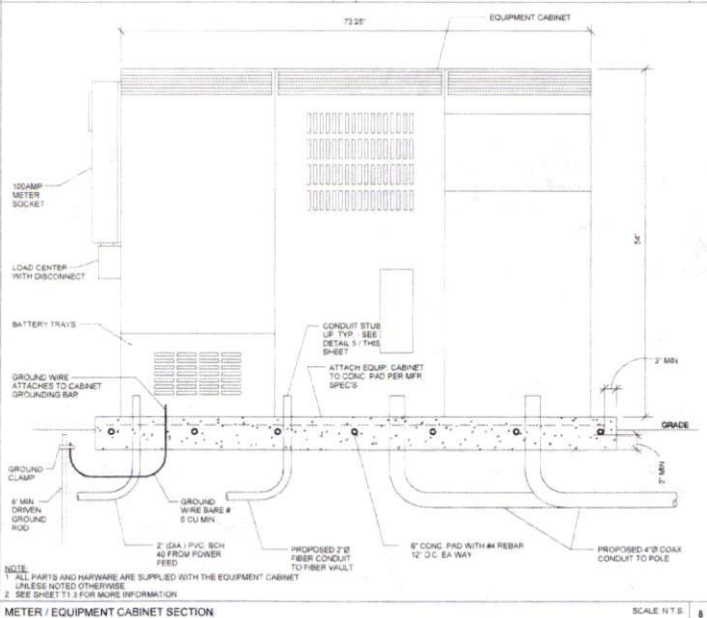 73.25"
EQUIPMENT CABINET
100AMP
METER
SOCKET
LOAD CENTER
WITH DISCONNECT
54"
BATTERY TRAYS
CONDUIT STUB
UP TYP. - SEE
DETAIL 5 / THIS
SHEET
GROUND WIRE
ATTACHES TO CABINET
GROUNDING BAR
ATTACH EQUIP. CABINET
TO CONC. PAD PER MFR
SPEC'S
2" MIN
GRADE
GROUND
CLAMP
MIN
MIN.
DRIVEN
GROUND
ROD
GROUND
WIRE BARE #
6 CU MIN.
2" (DIA.) PVC SCH
40 FROM POWER
FEED
PROPOSED 2"Ø
FIBER CONDUIT
TO FIBER VAULT
6" CONC. PAD WITH #4 REBAR
12" O.C. EA WAY
PROPOSED 4"Ø COAX
CONDUIT TO POLE
NOTE:
1 ALL PARTS AND HARWARE ARE SUPPLIED WITH THE EQUIPMENT CABINET
UNLESS NOTED OTHERWISE
2 SEE SHEET T1.3 FOR MORE INFORMATION
METER / EQUIPMENT CABINET SECTION
SCALE N.T.S. 8